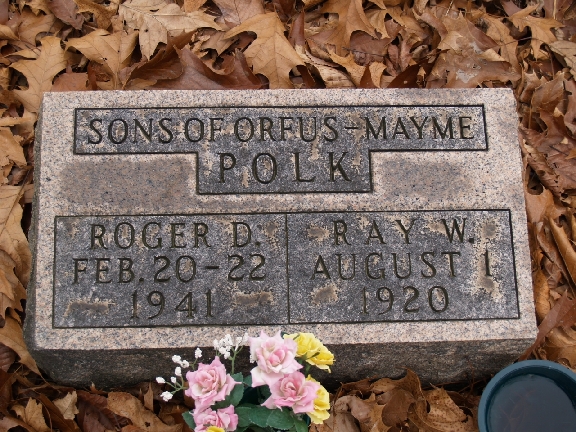 SONS OF ORFUS-MAYME
POLK
ROGER D.
FEB. 20-22
1941
RAY W.
AUGUST 1
1920